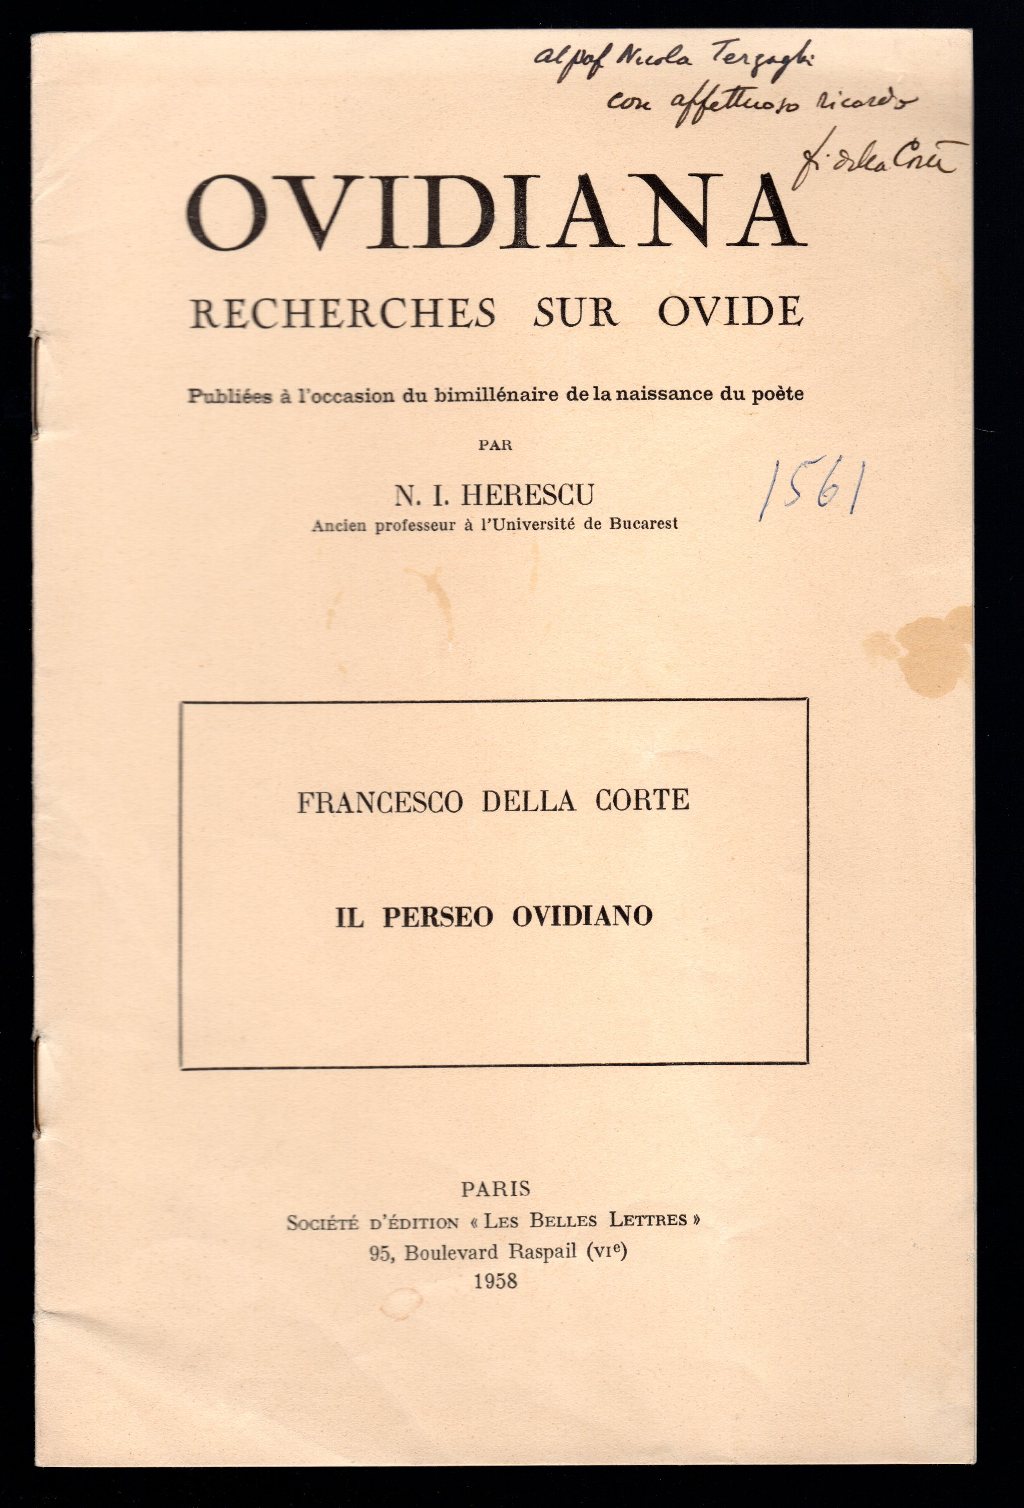 al prof Nicola Terzaghi
con affettuoso ricordo
f. della Corte
OVIDIANA
RECHERCHES SUR OVIDE
Publiées à l'occasion du bimillénaire de la naissance du poète
PAR
N. I. HERESCU
Ancien professeur à l'Université de Bucarest
1561
FRANCESCO DELLA CORTE
IL PERSEO OVIDIANO
PARIS
SOCIÉTÉ D'ÉDITION « LES BELLES LETTRES »
95, Boulevard Raspail (VIe)
1958